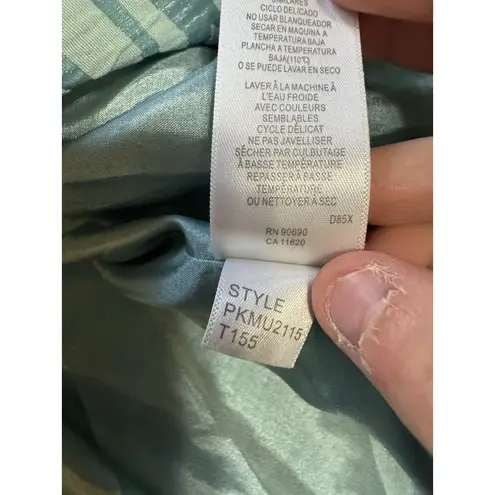 SIMILARES
CICLO DELICADO
NO USAR BLANQUEADOR
SECAR EN MAQUINA A
TEMPERATURA BAJA
PLANCHA A TEMPERATURA
BAJA(110℃)
O SE PUEDE LAVAR EN SECO
LAVER À LA MACHINE À
L'EAU FROIDE
AVEC COULEURS
SEMBLABLES
CYCLE DÉLICAT
NE PAS JAVELLISER
SÉCHER PAR CULBUTAGE
À BASSE TEMPÉRATURE
REPASSER À BASSE
TEMPÉRATURE
OU NETTOYER À SEC
D85X
RN 90690
CA 11620
STYLE
PKMU2115
T155